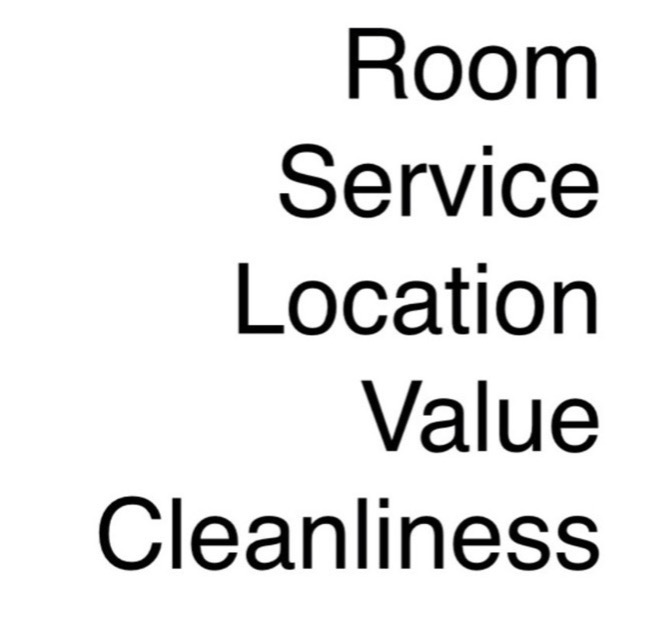 Room
Service
Location
Value
Cleanliness